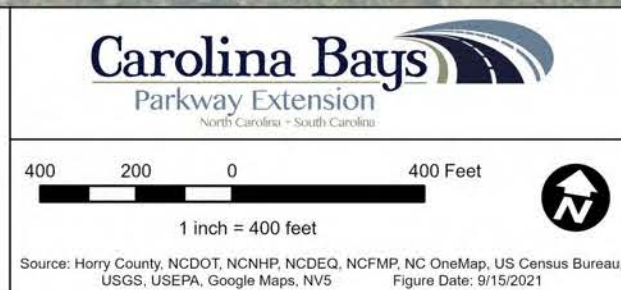 Carolina Bays
Parkway Extension
North Carolina - South Carolina
400 200 0 400 Feet
1 inch = 400 feet
N
Source: Horry County, NCDOT, NCNHP, NCDEQ, NCFMP, NC OneMap, US Census Bureau,
USGS, USEPA, Google Maps, NV5 Figure Date: 9/15/2021